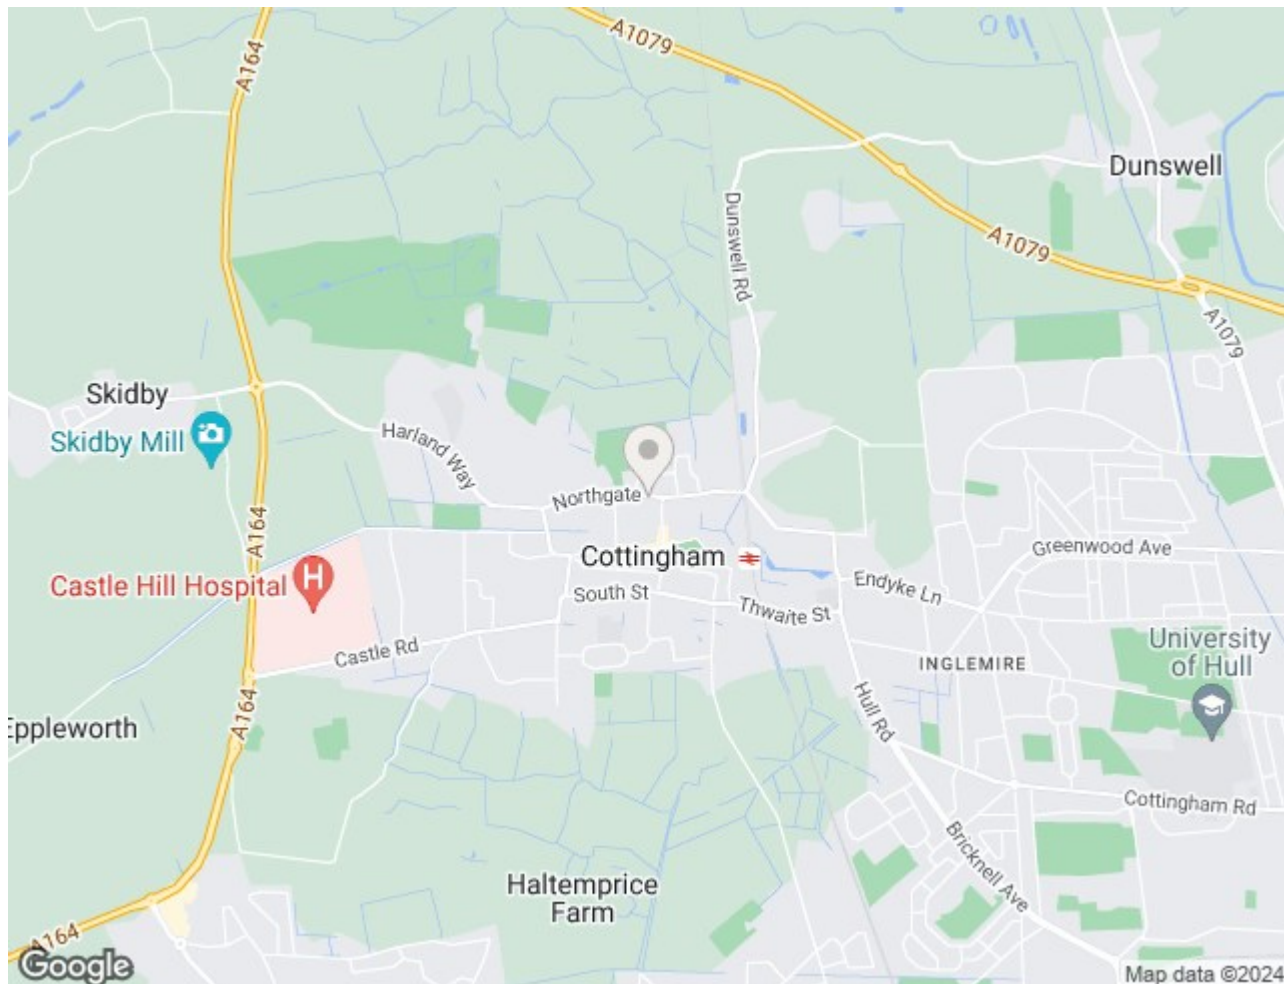 A164
A1079
Dunswell
Dunswell Rd
A1079
A1079
Skidby
Skidby Mill
Harland Way
Northgate
A164
Cottingham
Greenwood Ave
Castle Hill Hospital
H
South St
Endyke Ln
Thwaite St
University
of Hull
Castle Rd
INGLEMIRE
Hull Rd
A164
Eppleworth
Cottingham Rd
Bricknell Ave
Haltemprice
Farm
A164
Google
Map data ©2024